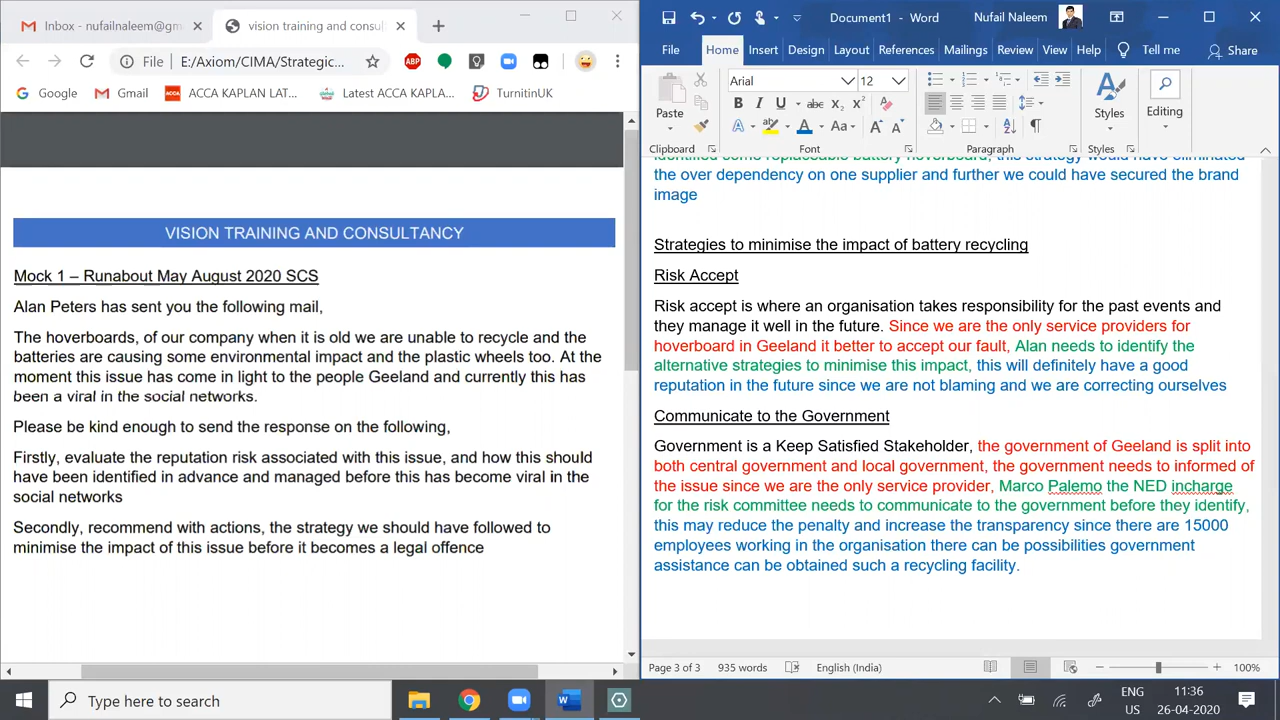 Inbox - nufailnaleem@gm
vision training and consul
File
E:/Axiom/CIMA/Strategic...
ABP
Google
Gmail
ACCA KAPLAN LAT...
Latest ACCA KAPLA...
TurnitinUK
VISION TRAINING AND CONSULTANCY
Mock 1 – Runabout May August 2020 SCS
Alan Peters has sent you the following mail,
The hoverboards, of our company when it is old we are unable to recycle and the
batteries are causing some environmental impact and the plastic wheels too. At the
moment this issue has come in light to the people Geeland and currently this has
been a viral in the social networks.
Please be kind enough to send the response on the following,
Firstly, evaluate the reputation risk associated with this issue, and how this should
have been identified in advance and managed before this has become viral in the
social networks
Secondly, recommend with actions, the strategy we should have followed to
minimise the impact of this issue before it becomes a legal offence
Document1 - Word
Nufail Naleem
File
Home
Insert
Design
Layout
References
Mailings
Review
View
Help
Tell me
Share
Arial
12
Paste
Styles
Editing
Clipboard
Font
Paragraph
Styles
identified some replaceable battery hoverboard, this strategy would have eliminated
the over dependency on one supplier and further we could have secured the brand
image
Strategies to minimise the impact of battery recycling
Risk Accept
Risk accept is where an organisation takes responsibility for the past events and
they manage it well in the future. Since we are the only service providers for
hoverboard in Geeland it better to accept our fault, Alan needs to identify the
alternative strategies to minimise this impact, this will definitely have a good
reputation in the future since we are not blaming and we are correcting ourselves
Communicate to the Government
Government is a Keep Satisfied Stakeholder, the government of Geeland is split into
both central government and local government, the government needs to informed of
the issue since we are the only service provider, Marco Palemo the NED incharge
for the risk committee needs to communicate to the government before they identify,
this may reduce the penalty and increase the transparency since there are 15000
employees working in the organisation there can be possibilities government
assistance can be obtained such a recycling facility.
Page 3 of 3
935 words
English (India)
100%
Type here to search
ENG
US
11:36
26-04-2020